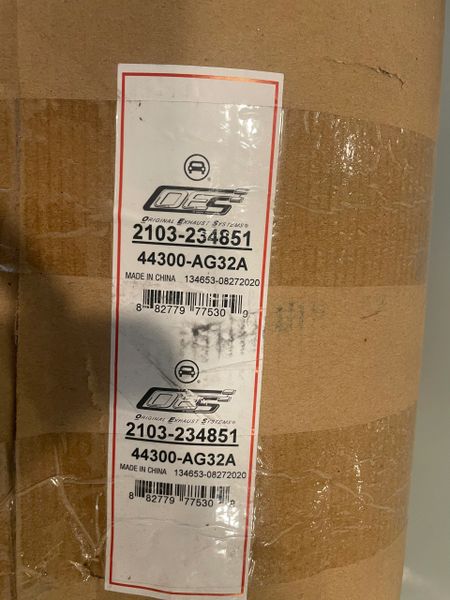 OES
ORIGINAL EXHAUST SYSTEMS®
2103-234851
44300-AG32A
MADE IN CHINA 134653-08272020
8 82779 77530 9
OES
ORIGINAL EXHAUST SYSTEMS®
2103-234851
44300-AG32A
MADE IN CHINA 134653-08272020
8 82779 77530 9